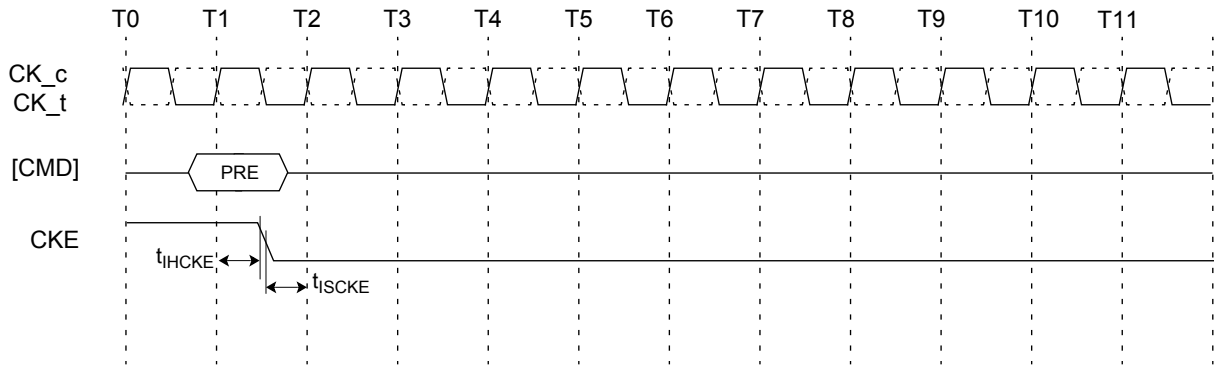 T0 T1 T2 T3 T4 T5 T6 T7 T8 T9 T10 T11
CK_c
CK_t
[CMD] PRE
CKE
tIHCKE
tISCKE